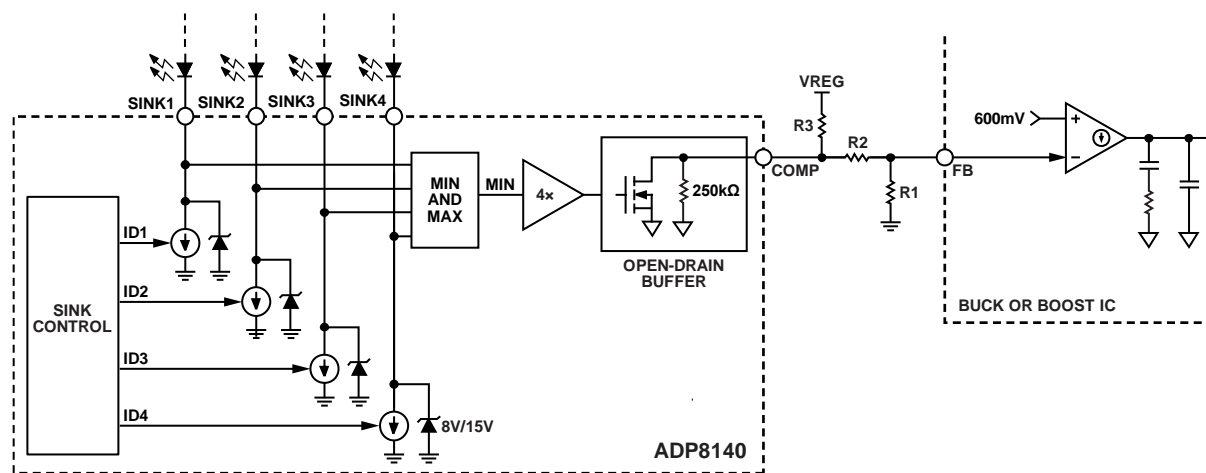 SINK1
SINK2
SINK3
SINK4
VREG
R3
R2
R1
600mV
+
−
COMP
FB
MIN
AND
MAX
MIN
4×
250kΩ
OPEN-DRAIN
BUFFER
ID1
ID2
ID3
ID4
SINK
CONTROL
8V/15V
ADP8140
BUCK OR BOOST IC